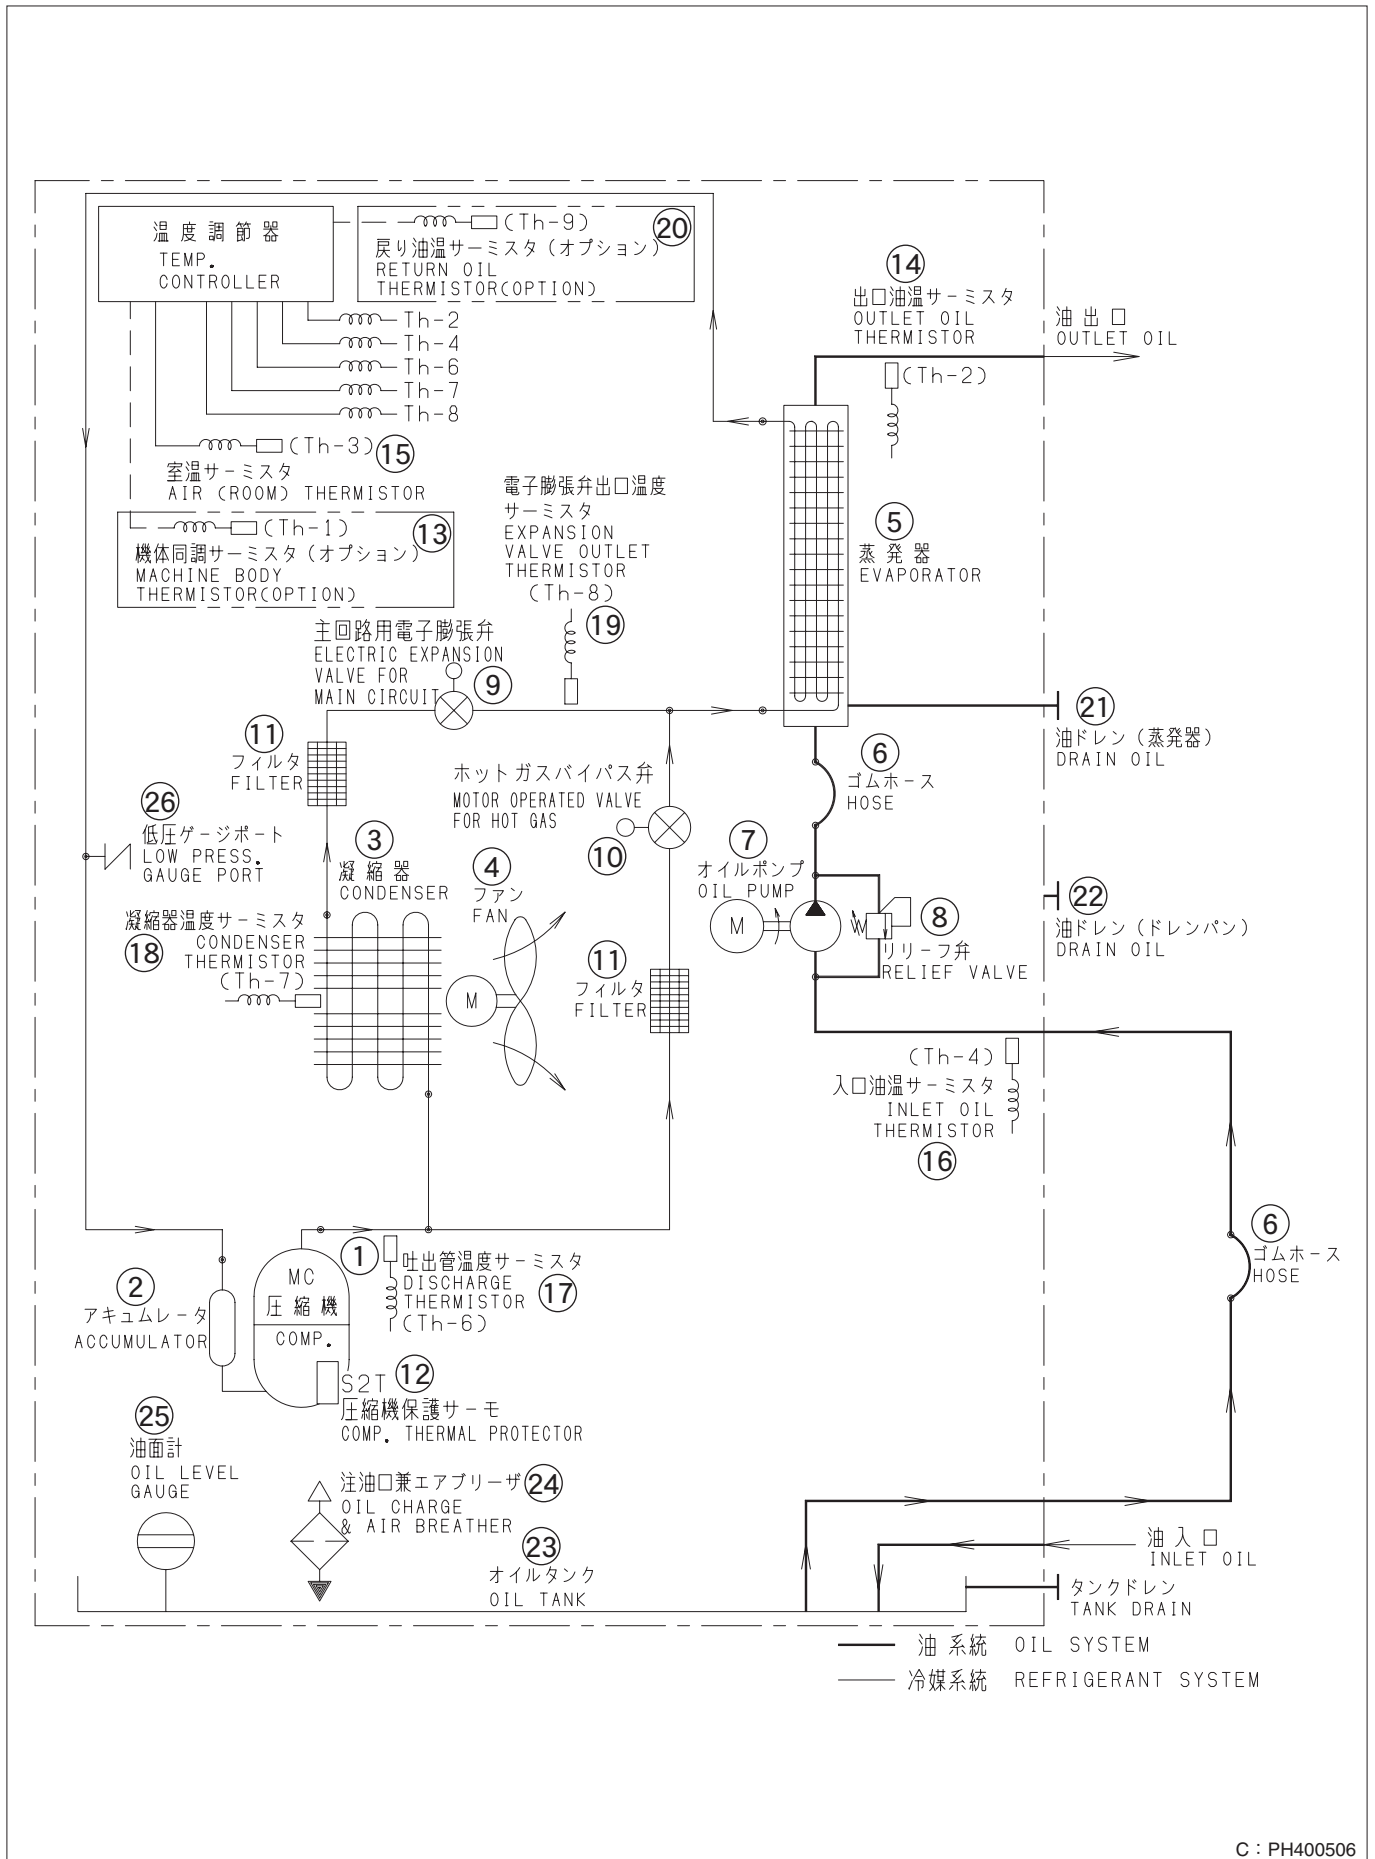 温度調節器
TEMP.
CONTROLLER
(Th-9)
⑳
戻り油温サーミスタ(オプション)
RETURN OIL
THERMISTOR(OPTION)
Th-2
Th-4
Th-6
Th-7
Th-8
(Th-3)
⑮
室温サーミスタ
AIR (ROOM) THERMISTOR
(Th-1)
⑬
機体同調サーミスタ(オプション)
MACHINE BODY
THERMISTOR(OPTION)
⑭
出口油温サーミスタ
OUTLET OIL
THERMISTOR
(Th-2)
油出口
OUTLET OIL
電子膨張弁出口温度
サーミスタ
EXPANSION
VALVE OUTLET
THERMISTOR
(Th-8)
⑲
⑤
蒸発器
EVAPORATOR
主回路用電子膨張弁
ELECTRIC EXPANSION
VALVE FOR
MAIN CIRCUIT
⑨
⑪
フィルタ
FILTER
㉑
油ドレン(蒸発器)
DRAIN OIL
⑥
ゴムホース
HOSE
ホットガスバイパス弁
MOTOR OPERATED VALVE
FOR HOT GAS
⑩
㉖
低圧ゲージポート
LOW PRESS.
GAUGE PORT
③
凝縮器
CONDENSER
④
ファン
FAN
M
⑦
オイルポンプ
OIL PUMP
M
⑧
リリーフ弁
RELIEF VALVE
㉒
油ドレン(ドレンパン)
DRAIN OIL
凝縮器温度サーミスタ
⑱
CONDENSER
THERMISTOR
(Th-7)
⑪
フィルタ
FILTER
(Th-4)
入口油温サーミスタ
INLET OIL
THERMISTOR
⑯
①
MC
圧縮機
COMP.
吐出管温度サーミスタ
DISCHARGE
THERMISTOR
(Th-6)
⑰
②
アキュムレータ
ACCUMULATOR
S2T
⑫
圧縮機保護サーモ
COMP. THERMAL PROTECTOR
⑥
ゴムホース
HOSE
㉕
油面計
OIL LEVEL
GAUGE
注油口兼エアブリーザ
㉔
OIL CHARGE
& AIR BREATHER
㉓
オイルタンク
OIL TANK
油入口
INLET OIL
タンクドレン
TANK DRAIN
油系統 OIL SYSTEM
冷媒系統 REFRIGERANT SYSTEM
C:PH400506